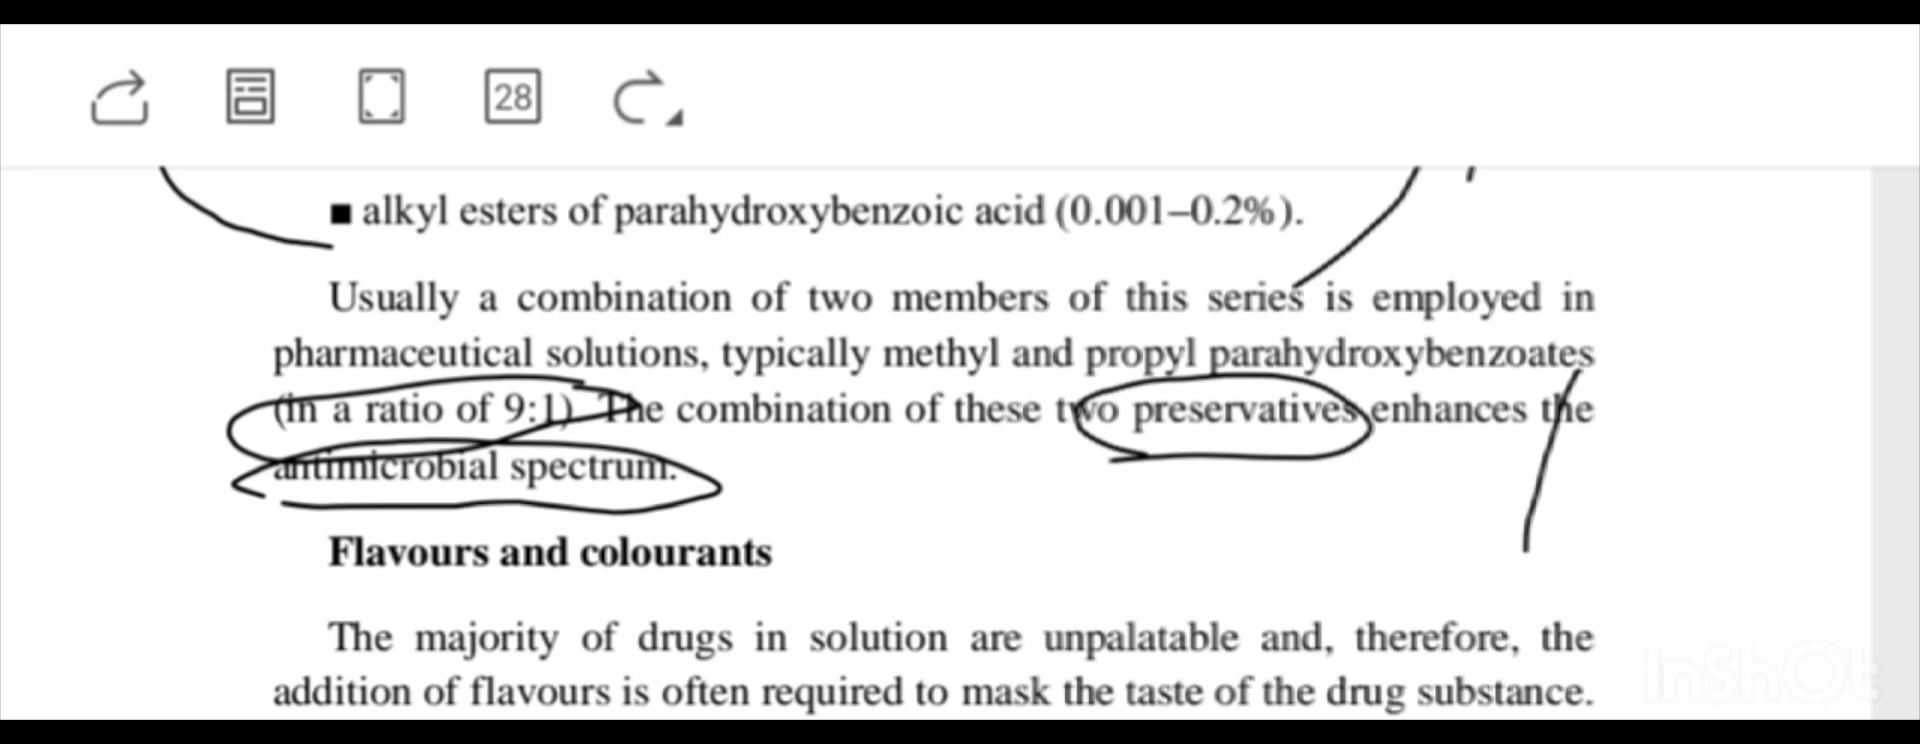 28
■ alkyl esters of parahydroxybenzoic acid (0.001–0.2%).
Usually a combination of two members of this series is employed in
pharmaceutical solutions, typically methyl and propyl parahydroxybenzoates
(in a ratio of 9:1). The combination of these two preservatives enhances the
antimicrobial spectrum.
Flavours and colourants
The majority of drugs in solution are unpalatable and, therefore, the
addition of flavours is often required to mask the taste of the drug substance.
InShOt